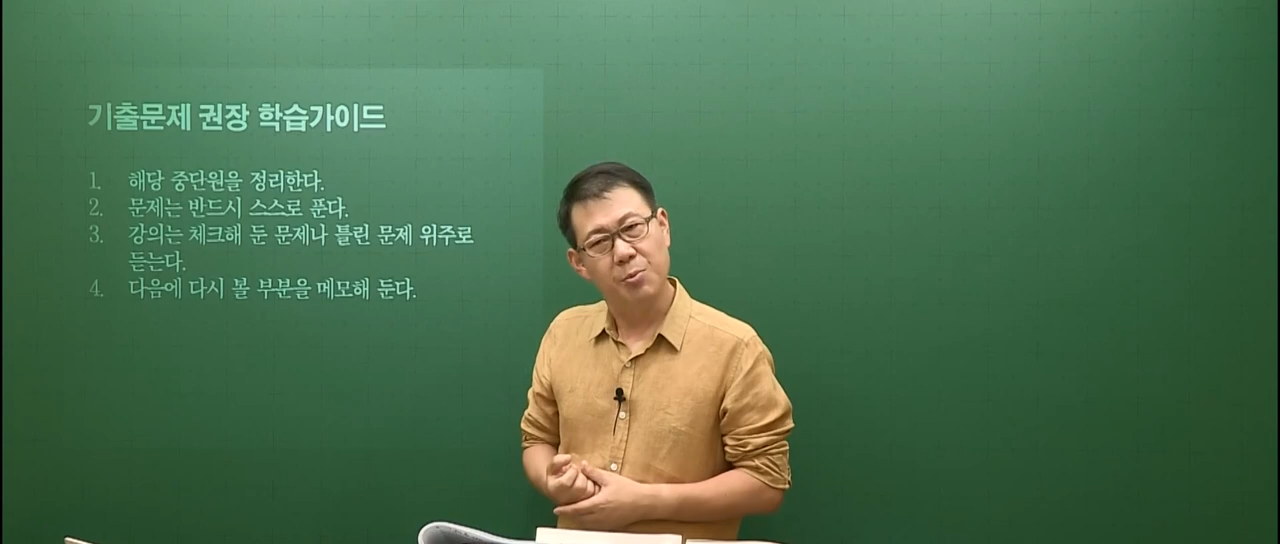 기출문제 권장 학습가이드
1. 해당 중단원을 정리한다.
2. 문제는 반드시 스스로 푼다.
3. 강의는 체크해 둔 문제나 틀린 문제 위주로
듣는다.
4. 다음에 다시 볼 부분을 메모해 둔다.